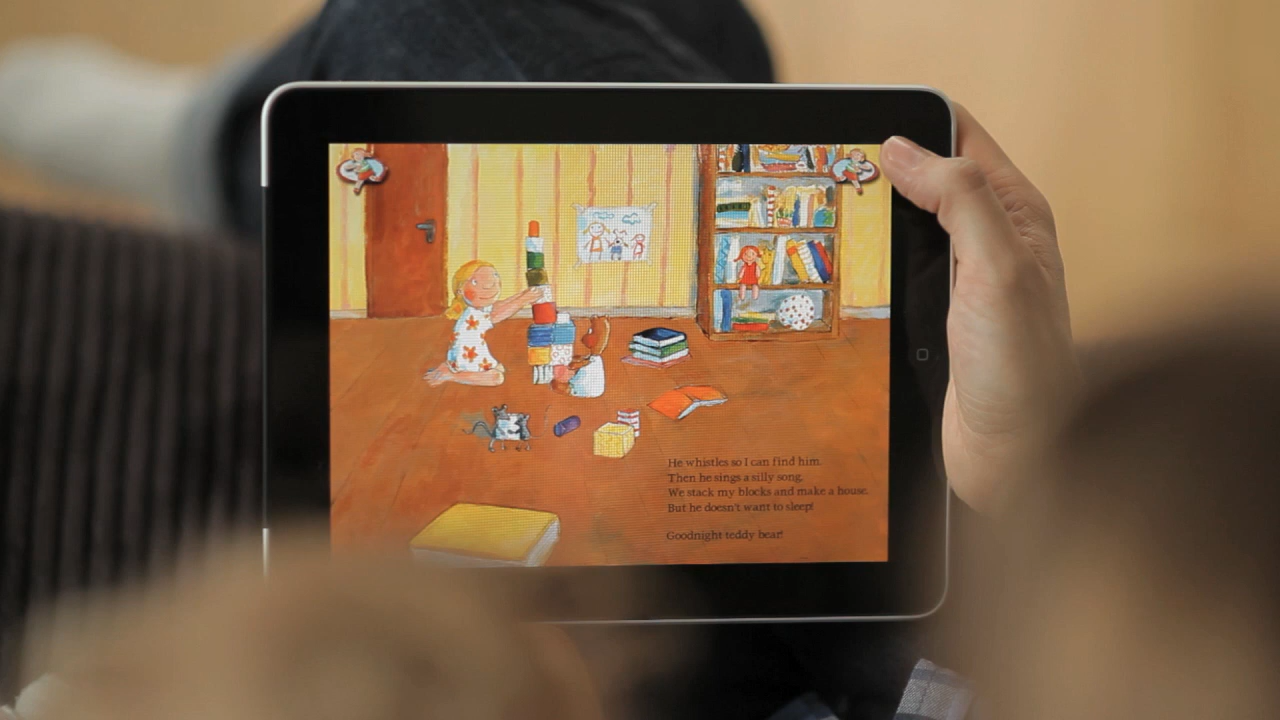 He whistles so I can find him.
Then he sings a silly song.
We stack my blocks and make a house.
But he doesn't want to sleep!
Goodnight teddy bear!